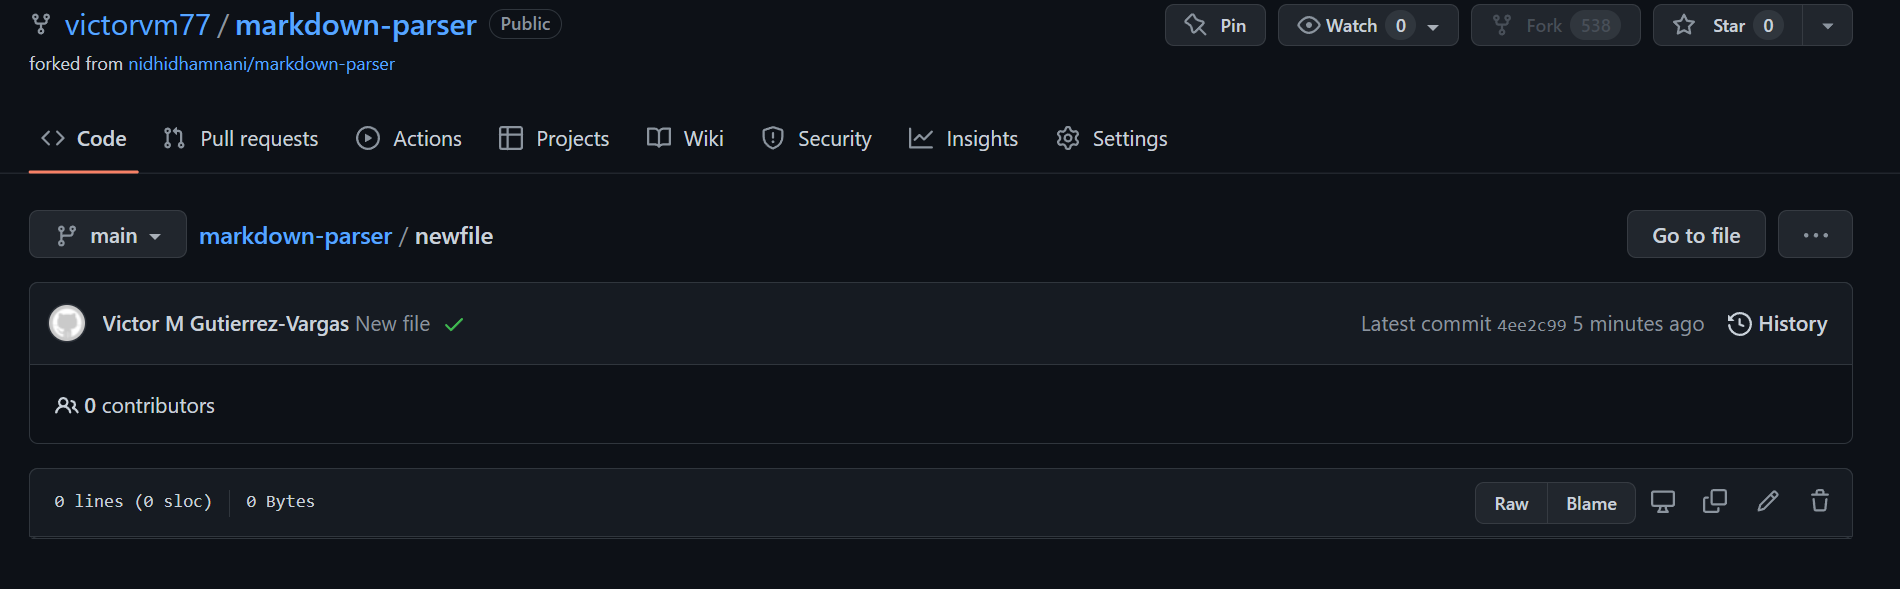 victorvm77 / markdown-parser Public Pin Watch 0 Fork 538 Star 0
forked from nidhidhamnani/markdown-parser
Code Pull requests Actions Projects Wiki Security Insights Settings
main markdown-parser / newfile Go to file ...
Victor M Gutierrez-Vargas New file Latest commit 4ee2c99 5 minutes ago History
0 contributors
0 lines (0 sloc) 0 Bytes Raw Blame